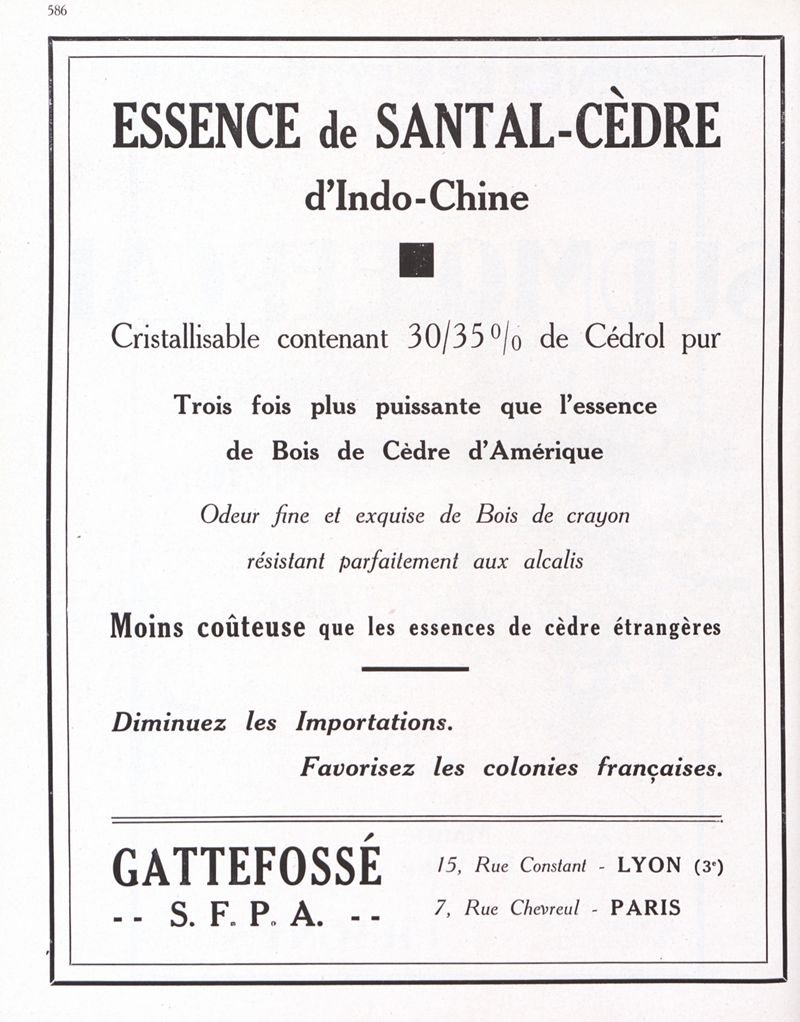 586
ESSENCE de SANTAL-CÈDRE
d'Indo-Chine
Cristallisable contenant 30/35 % de Cédrol pur
Trois fois plus puissante que l'essence
de Bois de Cèdre d'Amérique
Odeur fine et exquise de Bois de crayon
résistant parfaitement aux alcalis
Moins coûteuse que les essences de cèdre étrangères
Diminuez les Importations.
Favorisez les colonies françaises.
GATTEFOSSÉ
-- S. F. P. A. --
15, Rue Constant - LYON (3e)
7, Rue Chevreul - PARIS